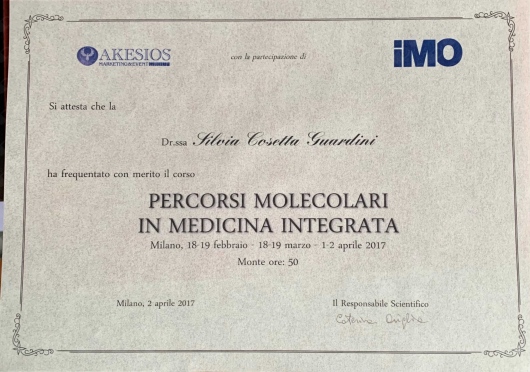 AKESIOS
MARKETING&EVENT
con la partecipazione di
iMO
Si attesta che la
Dr.ssa Silvia Cosetta Guardini
ha frequentato con merito il corso
PERCORSI MOLECOLARI
IN MEDICINA INTEGRATA
Milano, 18-19 febbraio - 18-19 marzo - 1-2 aprile 2017
Monte ore: 50
Milano, 2 aprile 2017
Il Responsabile Scientifico